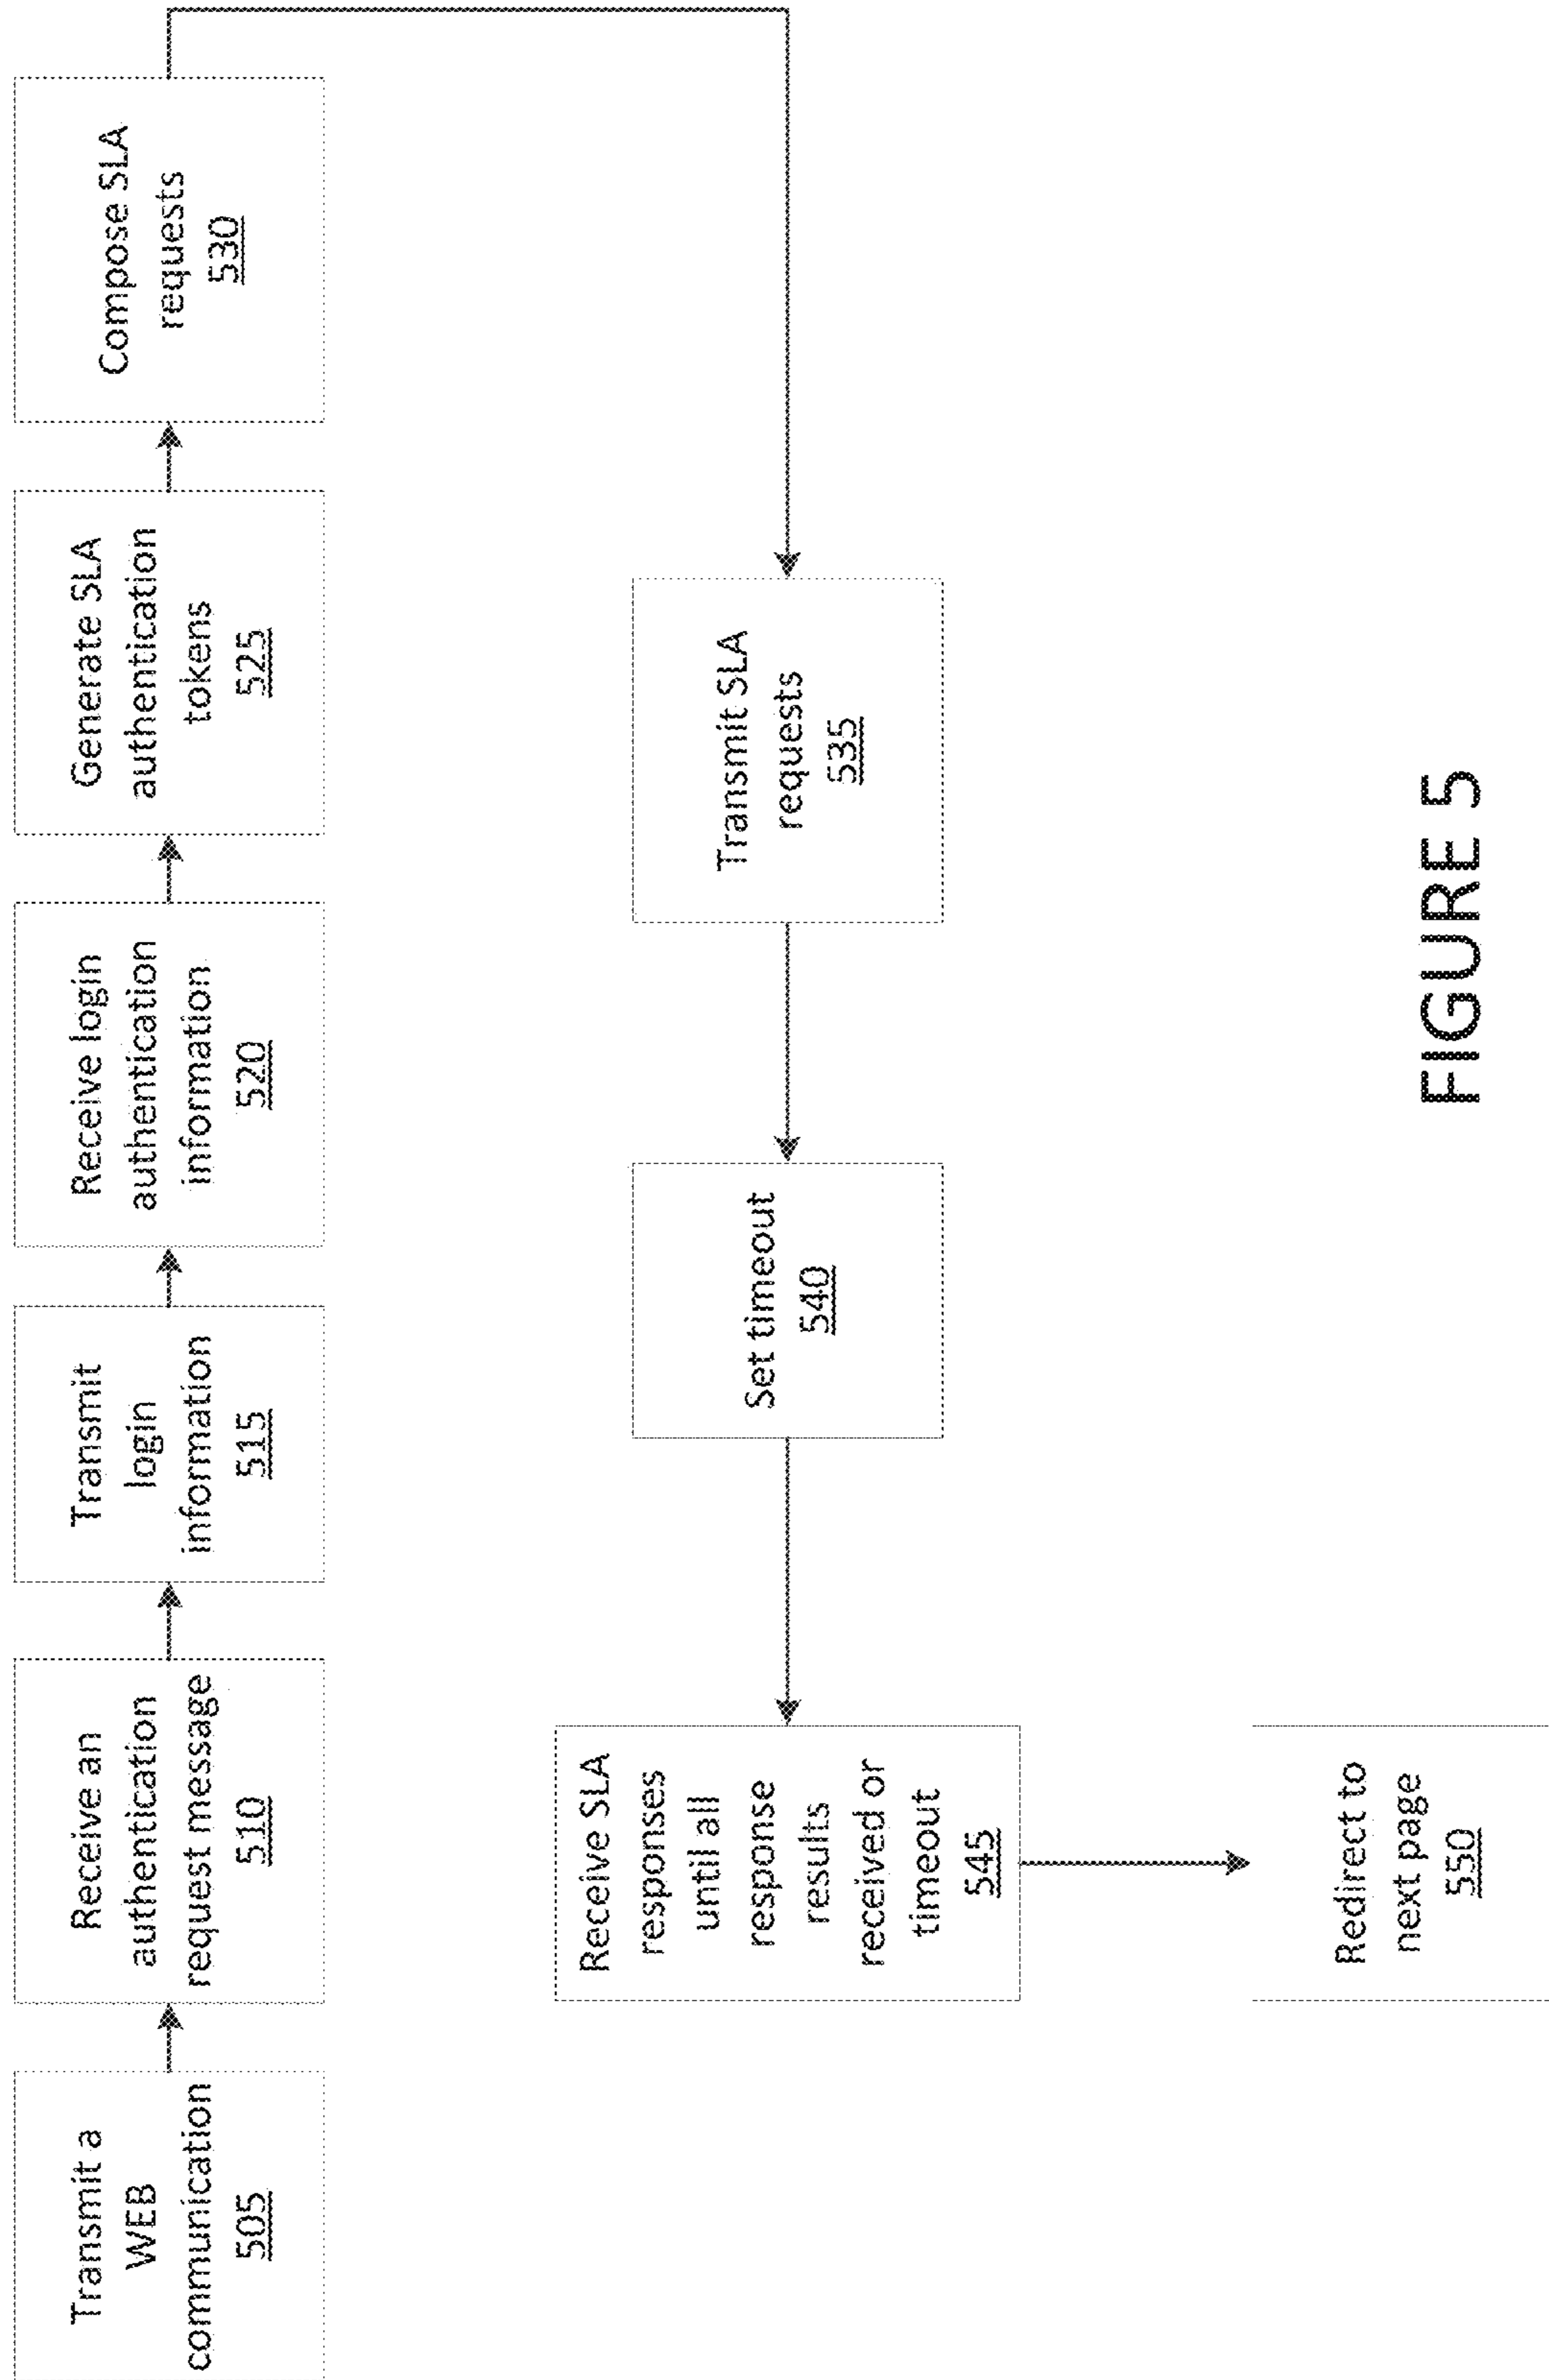 Transmit a
WEB
communication
505
Receive an
authentication
request message
510
Transmit
login
information
515
Receive login
authentication
information
520
Generate SLA
authentication
tokens
525
Compose SLA
requests
530
Transmit SLA
requests
535
Set timeout
540
Receive SLA
responses
until all
response
results
received or
timeout
545
Redirect to
next page
550
FIGURE 5